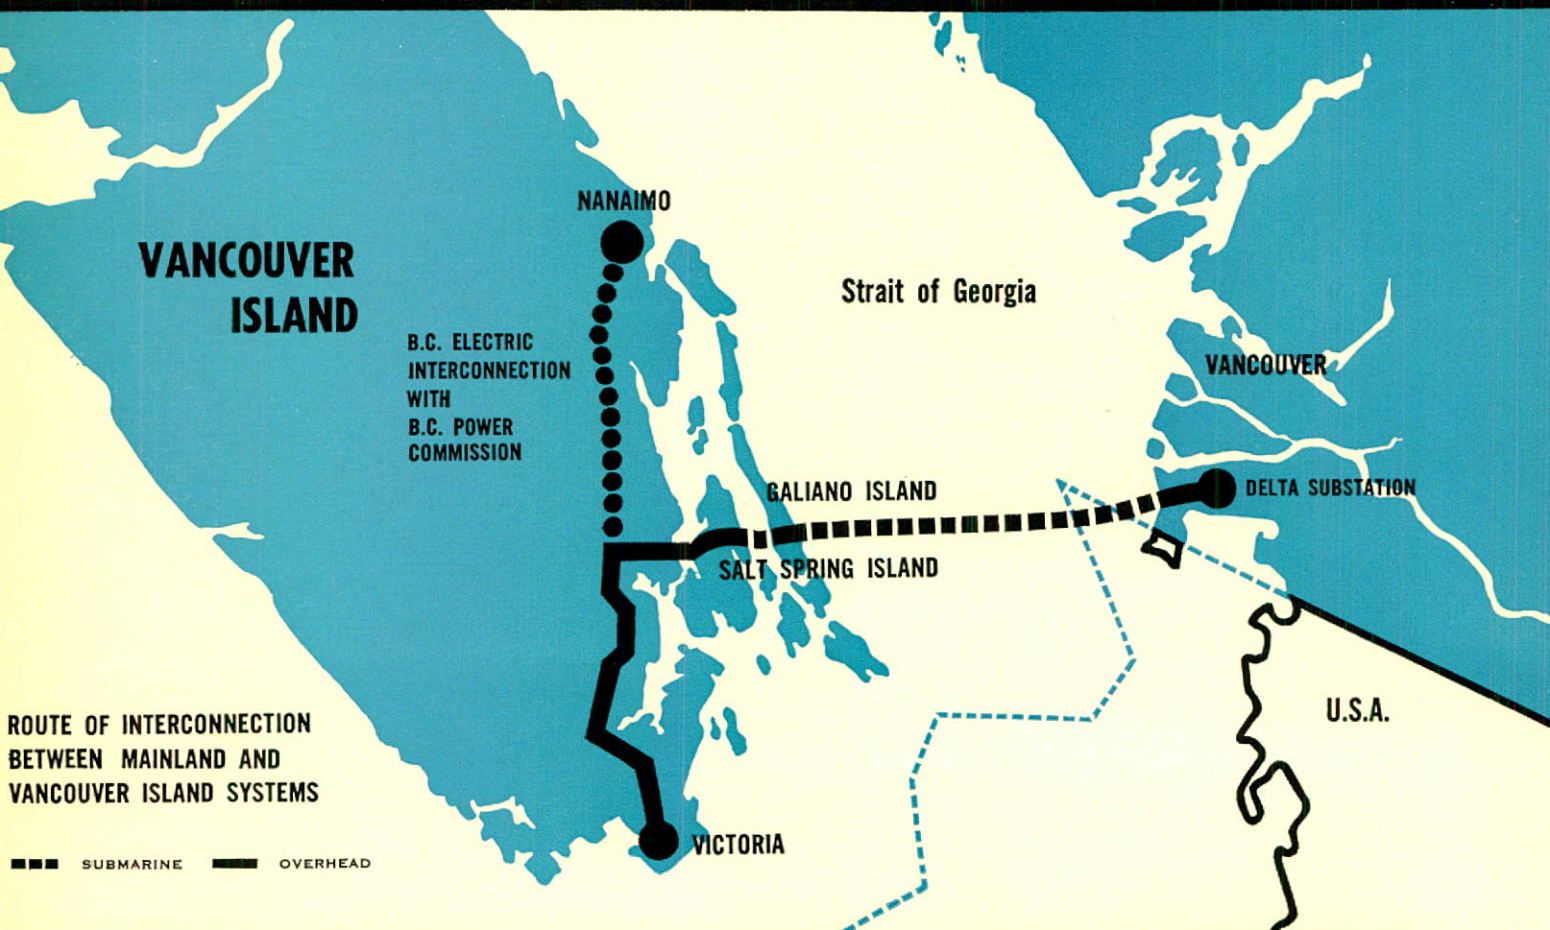 NANAIMO
VANCOUVER
ISLAND
Strait of Georgia
B.C. ELECTRIC
INTERCONNECTION
WITH
B.C. POWER
COMMISSION
VANCOUVER
GALIANO ISLAND
DELTA SUBSTATION
SALT SPRING ISLAND
U.S.A.
ROUTE OF INTERCONNECTION
BETWEEN MAINLAND AND
VANCOUVER ISLAND SYSTEMS
VICTORIA
SUBMARINE OVERHEAD